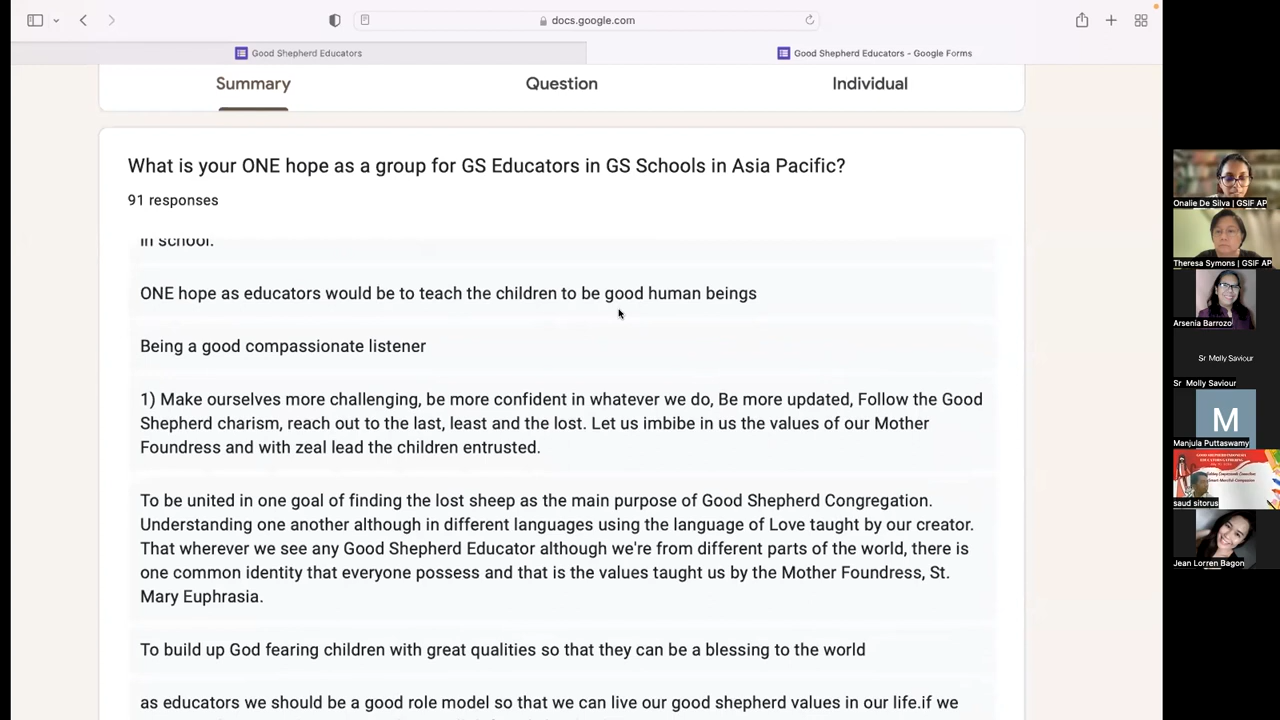 docs.google.com
Good Shepherd Educators
Good Shepherd Educators - Google Forms
Summary
Question
Individual
What is your ONE hope as a group for GS Educators in GS Schools in Asia Pacific?
91 responses
in school.
ONE hope as educators would be to teach the children to be good human beings
Being a good compassionate listener
1) Make ourselves more challenging, be more confident in whatever we do, Be more updated, Follow the Good
Shepherd charism, reach out to the last, least and the lost. Let us imbibe in us the values of our Mother
Foundress and with zeal lead the children entrusted.
To be united in one goal of finding the lost sheep as the main purpose of Good Shepherd Congregation.
Understanding one another although in different languages using the language of Love taught by our creator.
That wherever we see any Good Shepherd Educator although we're from different parts of the world, there is
one common identity that everyone possess and that is the values taught us by the Mother Foundress, St.
Mary Euphrasia.
To build up God fearing children with great qualities so that they can be a blessing to the world
as educators we should be a good role model so that we can live our good shepherd values in our life.if we
Onalie De Silva | GSIF AP
Theresa Symons | GSIF AP
Arsenia Barrozo
Sr Molly Saviour
Sr Molly Saviour
M
Manjula Puttaswamy
saud sitorus
Jean Lorren Bagon